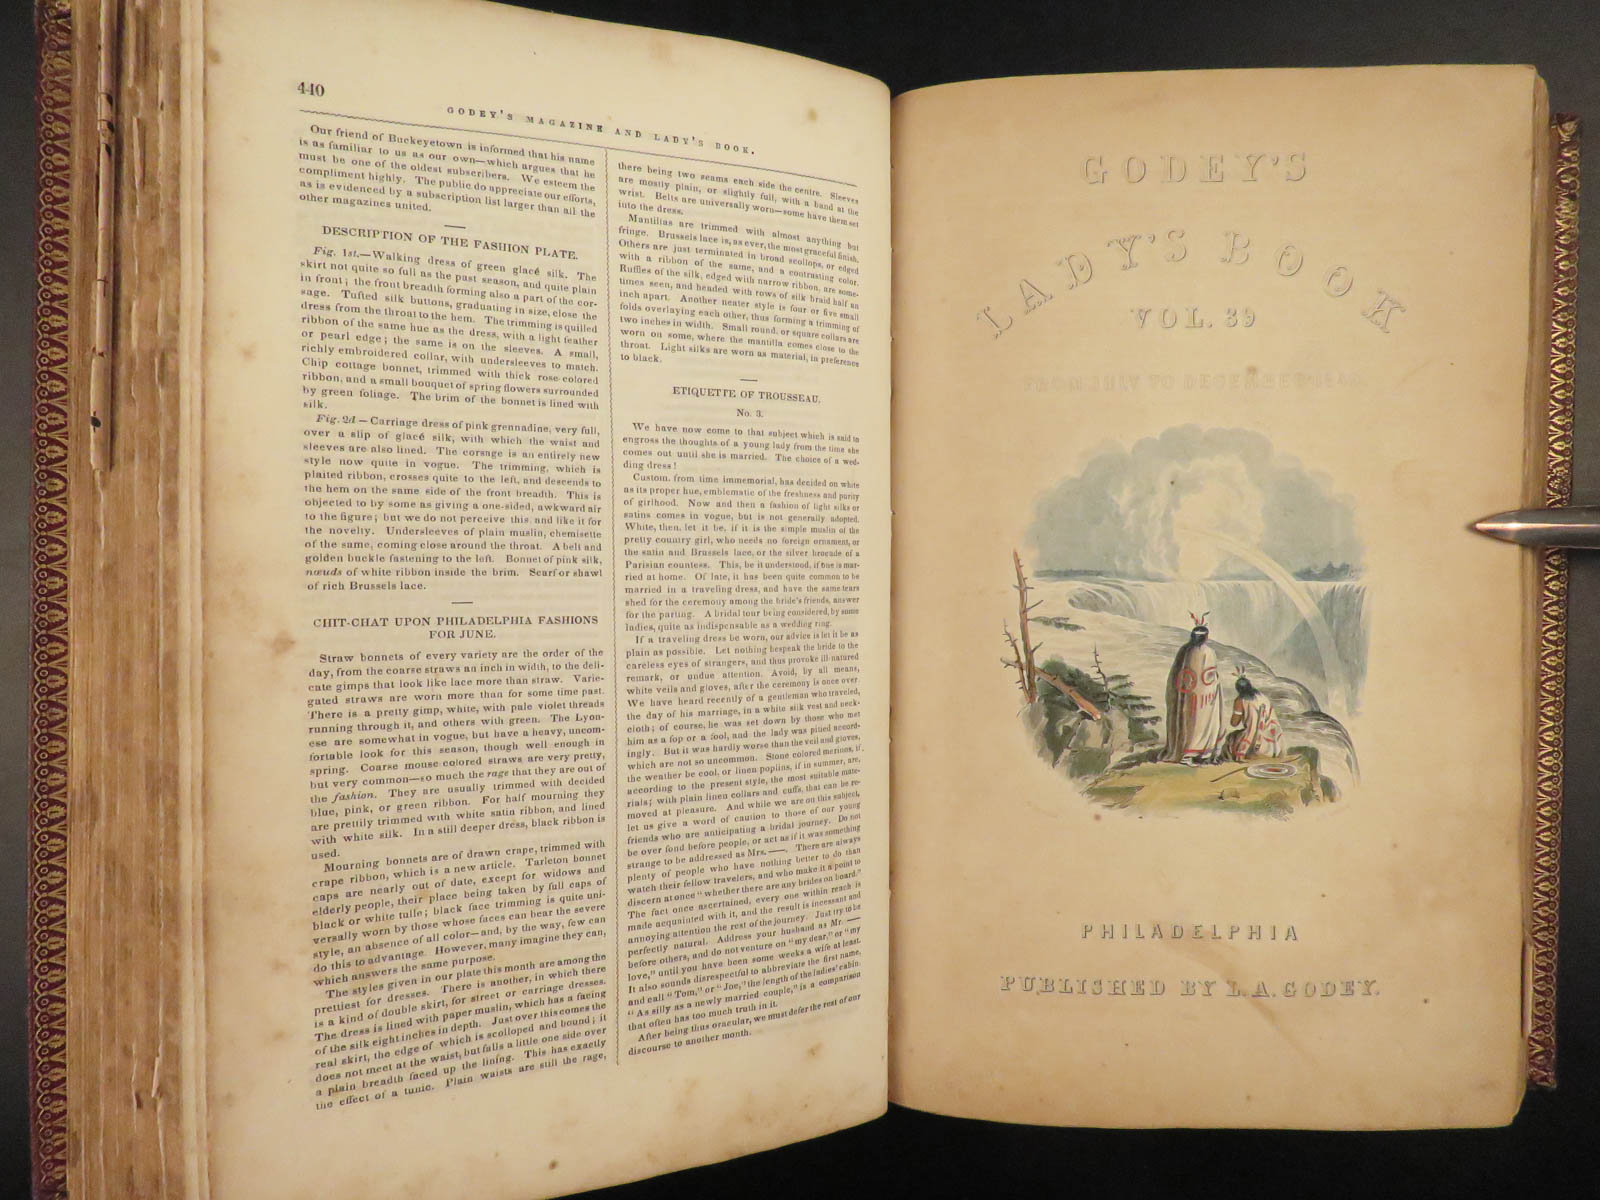 440
GODEY'S MAGAZINE AND LADY'S BOOK.
Our friend of Buckeyetown is informed that his name
is as familiar to us as our own—which argues that he
must be one of the oldest subscribers. We esteem the
compliment highly. The public do appreciate our efforts,
as is evidenced by a subscription list larger than all the
other magazines united.
DESCRIPTION OF THE FASHION PLATE.
Fig. 1st.—Walking dress of green glacé silk. The
skirt not quite so full as the past season, and quite plain
in front; the front breadth forming also a part of the cor-
sage. Tufted silk buttons, graduating in size, close the
dress from the throat to the hem. The trimming is quilled
ribbon of the same hue as the dress, with a light feather
or pearl edge; the same is on the sleeves. A small,
richly embroidered collar, with undersleeves to match.
Chip cottage bonnet, trimmed with thick rose-colored
ribbon, and a small bouquet of spring flowers surrounded
by green foliage. The brim of the bonnet is lined with
silk.
Fig. 2d—Carriage dress of pink grennadine, very full,
over a slip of glacé silk, with which the waist and
sleeves are also lined. The corsage is an entirely new
style now quite in vogue. The trimming, which is
plaited ribbon, crosses quite to the left, and descends to
the hem on the same side of the front breadth. This is
objected to by some as giving a one-sided, awkward air
to the figure; but we do not perceive this and like it for
the novelty. Undersleeves of plain muslin, chemisette
of the same, coming close around the throat. A belt and
golden buckle fastening to the left. Bonnet of pink silk,
nœuds of white ribbon inside the brim. Scarf or shawl
of rich Brussels lace.
CHIT-CHAT UPON PHILADELPHIA FASHIONS
FOR JUNE.
Straw bonnets of every variety are the order of the
day, from the coarse straws an inch in width, to the deli-
cate gimps that look like lace more than straw. Varie-
gated straws are worn more than for some time past.
There is a pretty gimp, white, with pale violet threads
running through it, and others with green. The Lyon-
ese are somewhat in vogue, but have a heavy, uncom-
fortable look for this season, though well enough in
spring. Coarse mouse-colored straws are very pretty,
but very common—so much the rage that they are out of
the fashion. They are usually trimmed with decided
blue, pink, or green ribbon. For half mourning they
are prettily trimmed with white satin ribbon, and lined
with white silk. In a still deeper dress, black ribbon is
used.
Mourning bonnets are of drawn crape, trimmed with
crape ribbon, which is a new article. Tarleton bonnet
caps are nearly out of date, except for widows and
elderly people, their place being taken by full caps of
black or white tulle; black face trimming is quite uni-
versally worn by those whose faces can bear the severe
style, an absence of all color—and, by the way, few can
do this to advantage. However, many imagine they can,
which answers the same purpose.
The styles given in our plate this month are among the
prettiest for dresses. There is another, in which there
is a kind of double skirt, for street or carriage dresses.
The dress is lined with paper muslin, which has a facing
of the silk eight inches in depth. Just over this comes the
real skirt, the edge of which is scolloped and bound; it
does not meet at the waist, but falls a little one side over
a plain breadth faced up the lining. This has exactly
the effect of a tunic. Plain waists are still the rage,
there being two seams each side the centre. Sleeves
are mostly plain, or slightly full, with a band at the
wrist. Belts are universally worn—some have them set
into the dress.
Mantillas are trimmed with almost anything but
fringe. Brussels lace is, as ever, the most graceful finish.
Others are just terminated in broad scollops, or edged
with a ribbon of the same, and a contrasting color.
Ruffles of the silk, edged with narrow ribbon, are some-
times seen, and headed with rows of silk braid half an
inch apart. Another neater style is four or five small
folds overlaying each other, thus forming a trimming of
two inches in width. Small round, or square collars are
worn on some, where the mantilla comes close to the
throat. Light silks are worn as material, in preference
to black.
ETIQUETTE OF TROUSSEAU.
No. 3.
We have now come to that subject which is said to
engross the thoughts of a young lady from the time she
comes out until she is married. The choice of a wed-
ding dress!
Custom, from time immemorial, has decided on white
as its proper hue, emblematic of the freshness and purity
of girlhood. Now and then a fashion of light silks or
satins comes in vogue, but is not generally adopted.
White, then, let it be, if it is the simple muslin of the
pretty country girl, who needs no foreign ornament, or
the satin and Brussels lace, or the silver brocade of a
Parisian countess. This, be it understood, if one is mar-
ried at home. Of late, it has been quite common to be
married in a traveling dress, and have the same tears
shed for the ceremony among the bride's friends, answer
for the parting. A bridal tour being considered, by some
ladies, quite as indispensable as a wedding ring.
If a traveling dress be worn, our advice is let it be as
plain as possible. Let nothing bespeak the bride to the
careless eyes of strangers, and thus provoke ill-natured
remark, or undue attention. Avoid, by all means,
white veils and gloves, after the ceremony is once over.
We have heard recently of a gentleman who traveled,
the day of his marriage, in a white silk vest and neck-
cloth; of course, he was set down by those who met
him as a fop or a fool, and the lady was pitied accord-
ingly. But it was hardly worse than the veil and gloves,
which are not so uncommon. Stone colored merinos, if
the weather be cool, or linen poplins, if in summer, are,
according to the present style, the most suitable mate-
rials; with plain linen collars and cuffs, that can be re-
moved at pleasure. And while we are on this subject,
let us give a word of caution to those of our young
friends who are anticipating a bridal journey. Do not
be over fond before people, or act as if it was something
strange to be addressed as Mrs. ——. There are always
plenty of people who have nothing better to do than
watch their fellow travelers, and who make it a point to
discern at once "whether there are any brides on board."
The fact once ascertained, every one within reach is
made acquainted with it, and the result is incessant and
annoying attention the rest of the journey. Just try to be
perfectly natural. Address your husband as Mr. ——
before others, and do not venture on "my dear," or "my
love," until you have been some weeks a wife at least.
It also sounds disrespectful to abbreviate the first name,
and call "Tom," or "Joe," the length of the ladies' cabin.
"As silly as a newly married couple," is a comparison
that often has too much truth in it.
After being thus oracular, we must defer the rest of our
discourse to another month.
GODEY'S
LADY'S BOOK
VOL. 39
FROM JULY TO DECEMBER 1849
PHILADELPHIA
PUBLISHED BY L. A. GODEY.